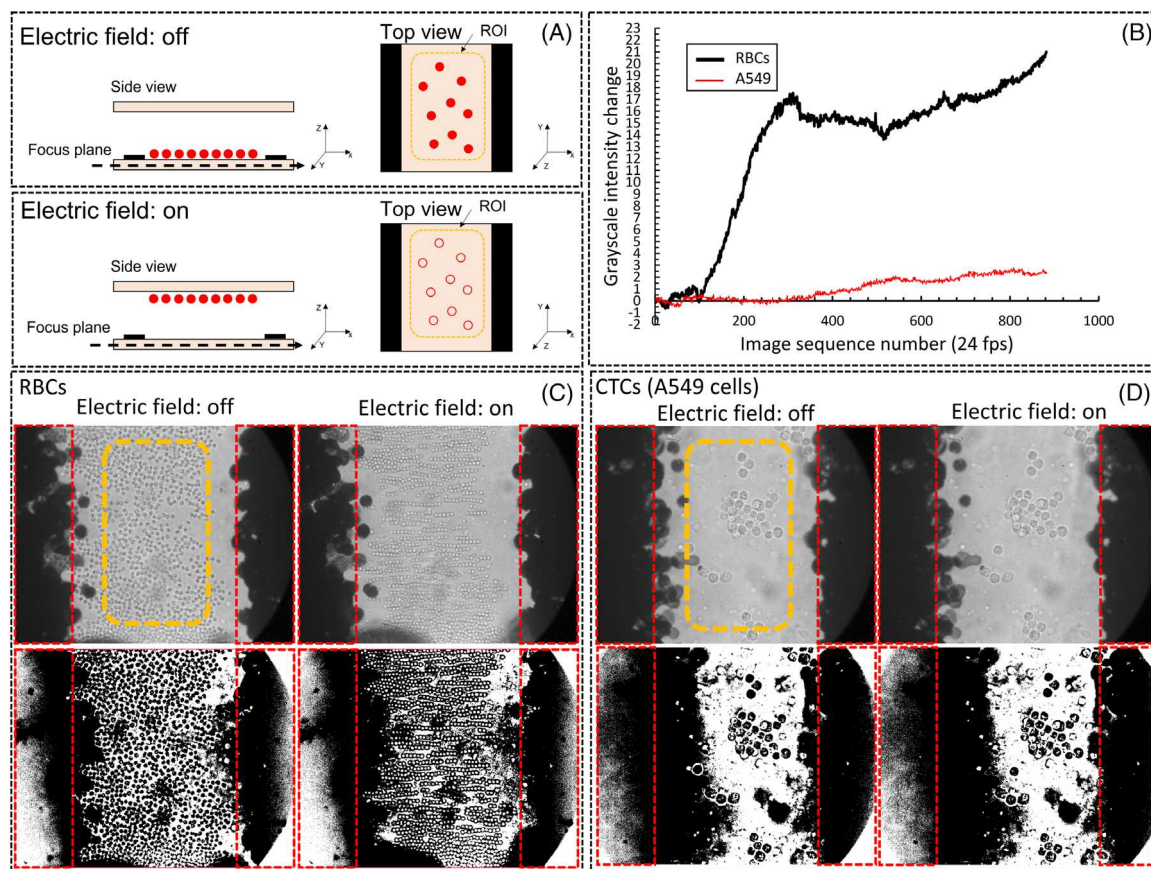 Electric field: off
(A)
Top view
ROI
Side view
Focus plane
Z
X
Y
Y
X
Z
Electric field: on
Top view
ROI
Side view
Focus plane
Z
X
Y
Y
X
Z
(B)
Grayscale intensity change
23
22
21
20
19
18
17
16
15
14
13
12
11
10
9
8
7
6
5
4
3
2
1
0
-1
-2
RBCs
A549
0
200
400
600
800
1000
Image sequence number (24 fps)
RBCs
(C)
Electric field: off
Electric field: on
CTCs (A549 cells)
(D)
Electric field: off
Electric field: on